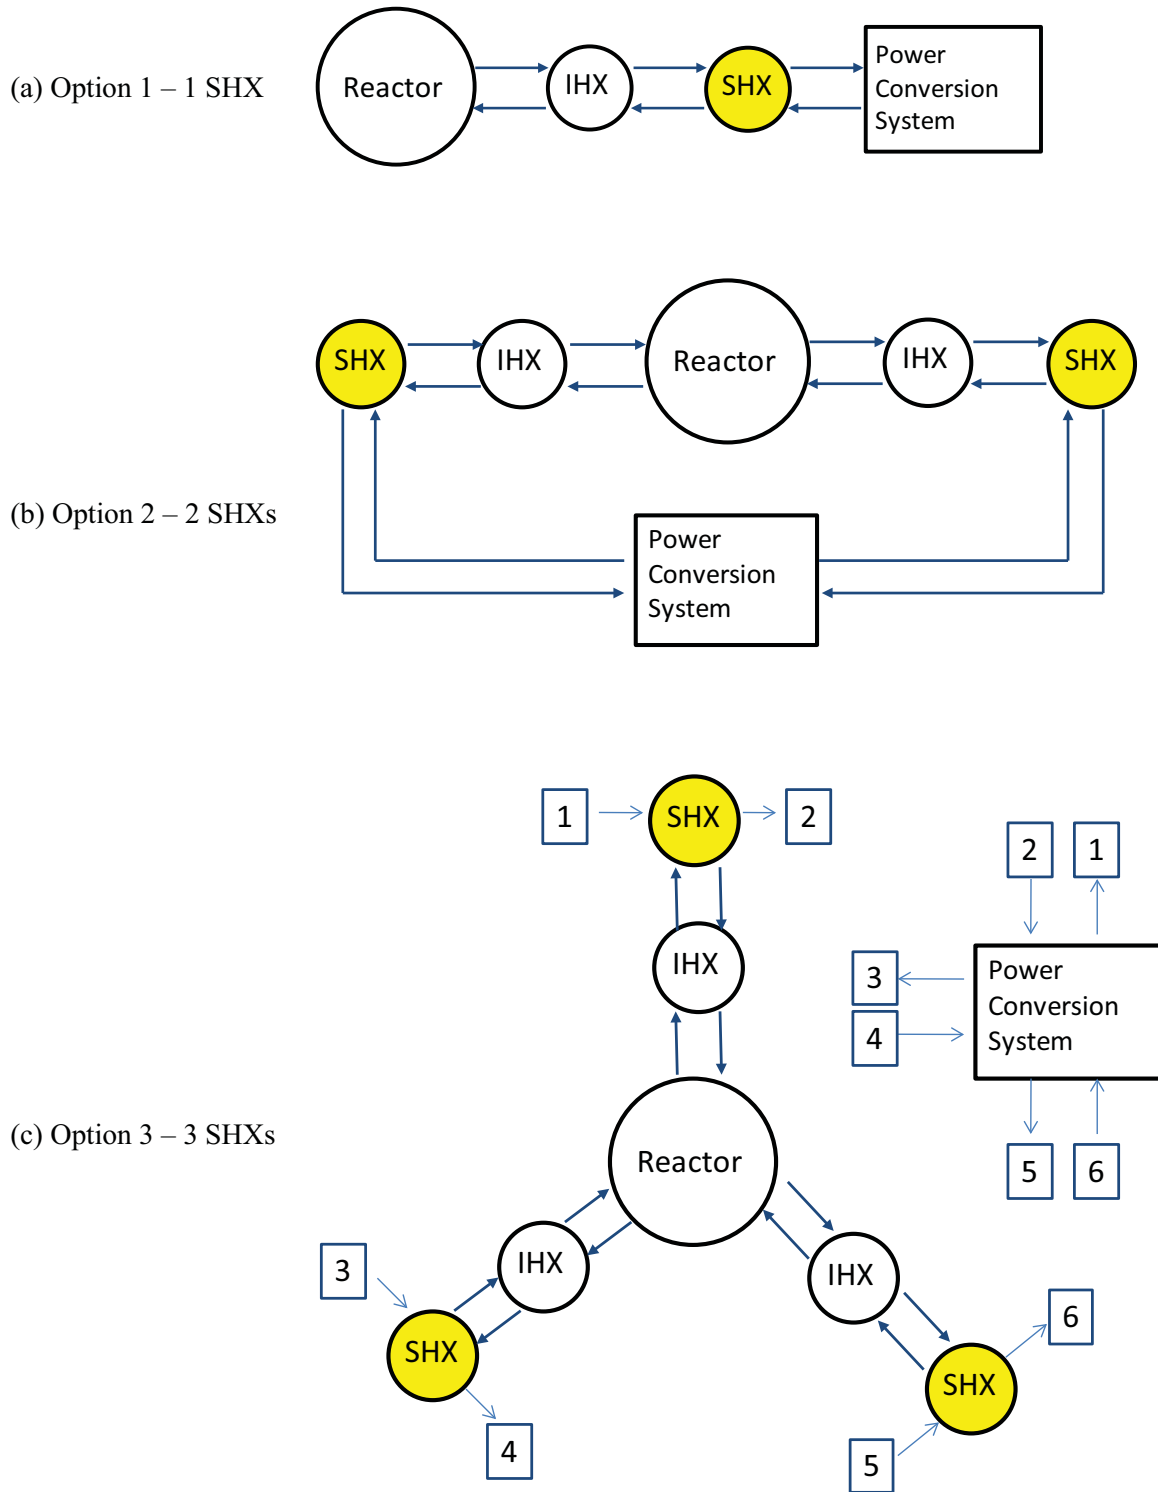 (a) Option 1 – 1 SHX
Reactor
IHX
SHX
Power
Conversion
System
SHX
IHX
Reactor
IHX
SHX
(b) Option 2 – 2 SHXs
Power
Conversion
System
(c) Option 3 – 3 SHXs
1
SHX
2
IHX
Reactor
IHX
3
SHX
4
IHX
6
SHX
5
2
1
3
4
Power
Conversion
System
5
6